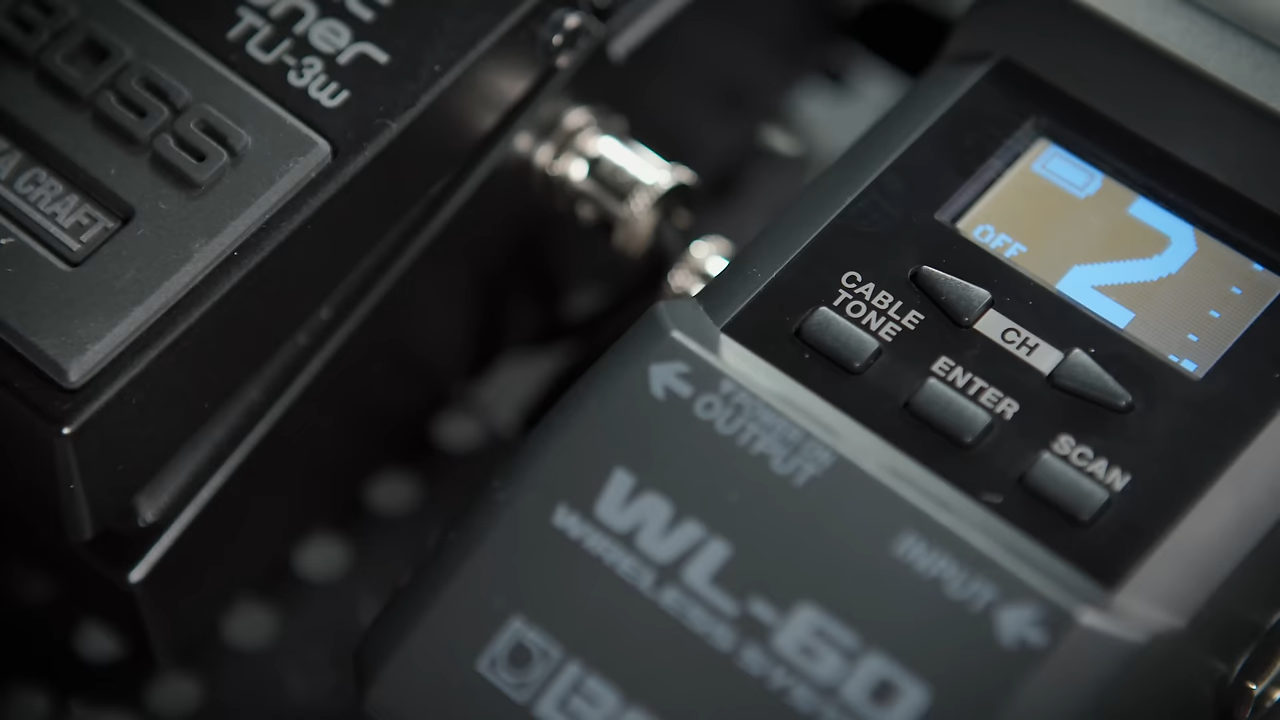 uner
TU-3w
BOSS
A CRAFT
OFF
2
CABLE
TONE
CH
ENTER
SCAN
OUTPUT
INPUT
WL-60
WIRELESS SYSTEM